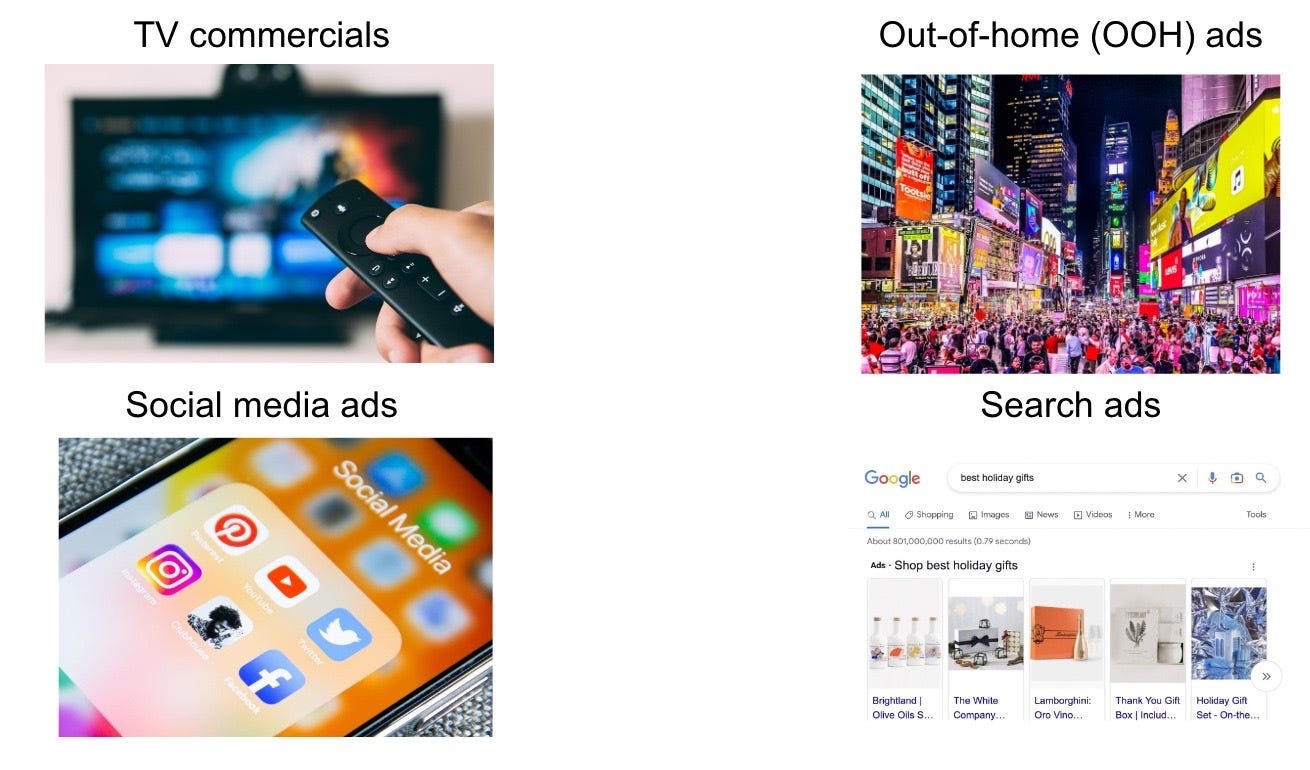 TV commercials
Out-of-home (OOH) ads
Tootsie
SEPHORA
Social media ads
Search ads
Social Media
Pinterest
YouTube
Twitter
Instagram
Clubhouse
Facebook
Google
best holiday gifts
All
Shopping
Images
News
Videos
More
Tools
About 801,000,000 results (0.79 seconds)
Ads · Shop best holiday gifts
Brightland |
Olive Oils S...
The White
Company...
Lamborghini:
Oro Vino...
Thank You Gift
Box | Includ...
Holiday Gift
Set - On-the...